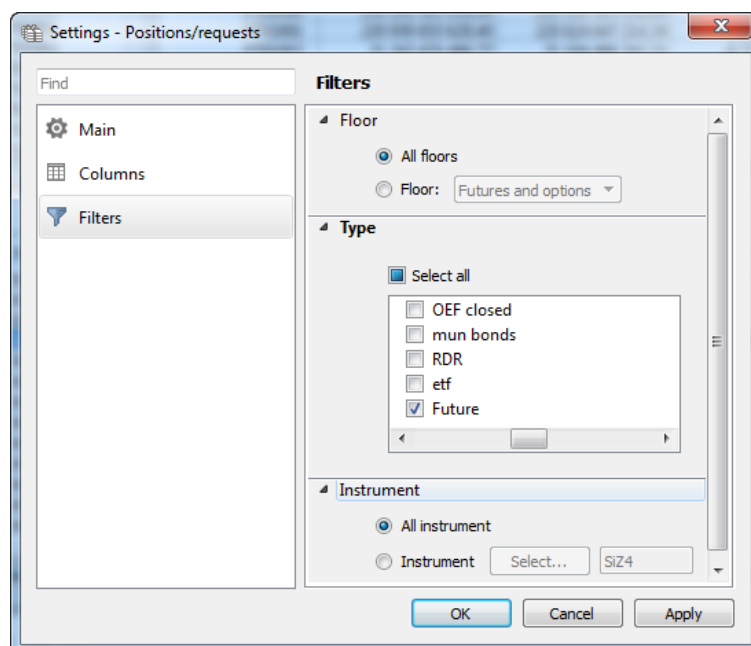 Settings - Positions/requests
Find
Main
Columns
Filters
Filters
Floor
All floors
Floor: Futures and options
Type
Select all
OEF closed
mun bonds
RDR
etf
Future
Instrument
All instrument
Instrument Select... SiZ4
OK Cancel Apply